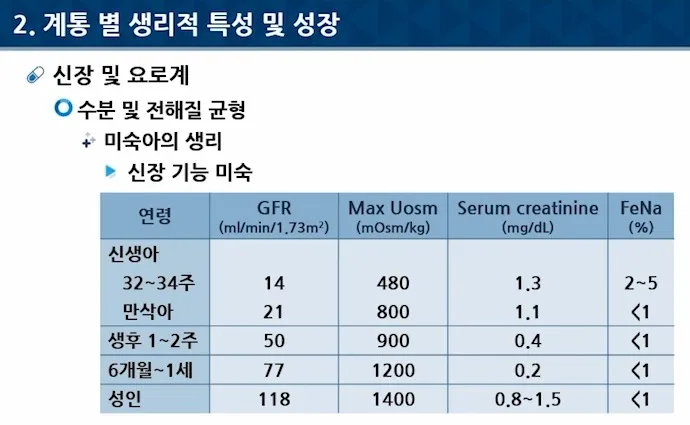 2. 계통 별 생리적 특성 및 성장
신장 및 요로계
수분 및 전해질 균형
미숙아의 생리
신장 기능 미숙
연령 GFR (ml/min/1.73m²) Max Uosm (mOsm/kg) Serum creatinine (mg/dL) FeNa (%)
신생아
32~34주 14 480 1.3 2~5
만삭아 21 800 1.1 <1
생후 1~2주 50 900 0.4 <1
6개월~1세 77 1200 0.2 <1
성인 118 1400 0.8~1.5 <1